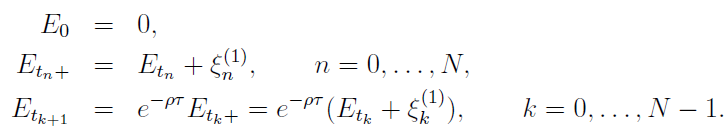 E_0 = 0,
E_{t_n+} = E_{t_n} + ξ_n^{(1)}, n = 0, . . . , N,
E_{t_{k+1}} = e^{-ρτ} E_{t_k+} = e^{-ρτ}(E_{t_k} + ξ_k^{(1)}), k = 0, . . . , N − 1.